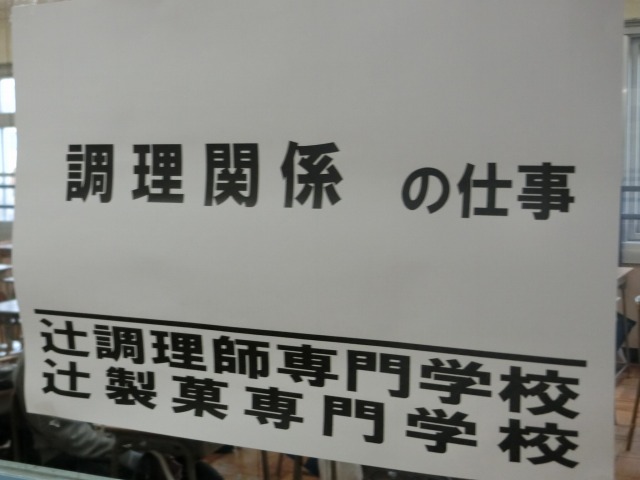 調理関係 の仕事
辻調理師専門学校
辻製菓専門学校